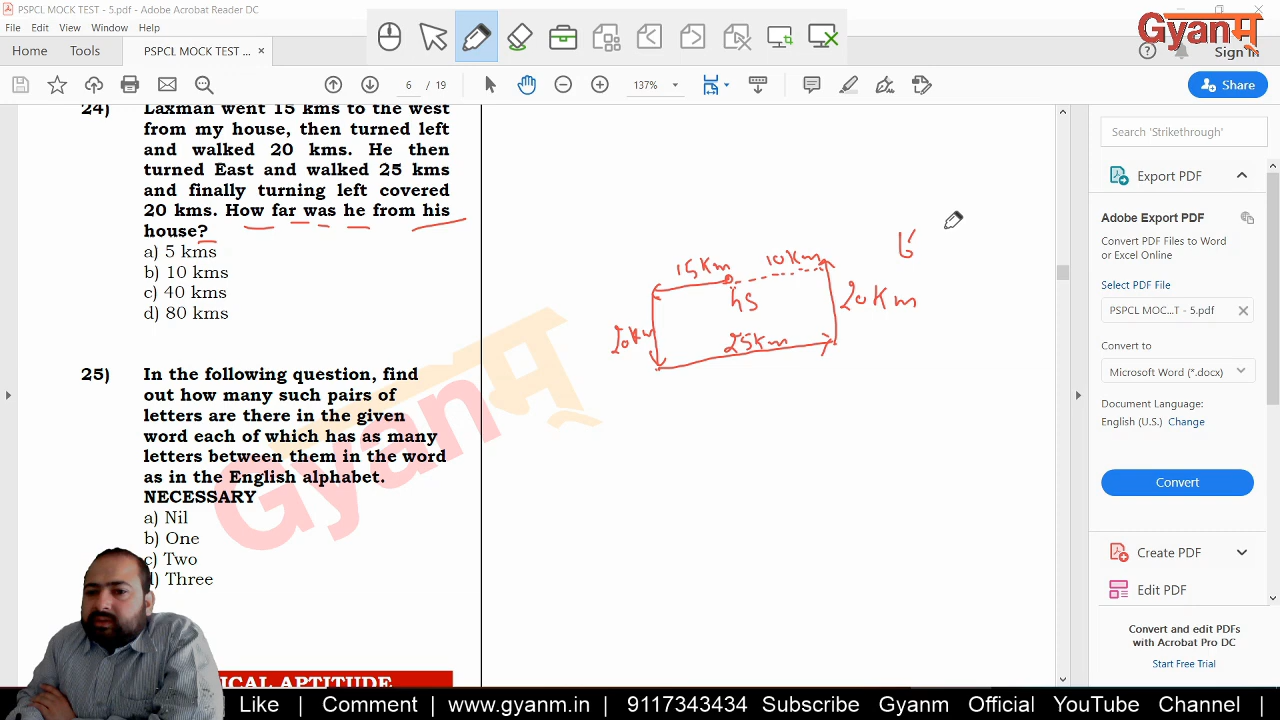 PSPCL MOCK TEST - 5.pdf - Adobe Acrobat Reader DC
File Edit View Window Help
Gyanम्
Home Tools PSPCL MOCK TEST ... × Sign In
6 / 19 137% Share
24) Laxman went 15 kms to the west
from my house, then turned left
and walked 20 kms. He then
turned East and walked 25 kms
and finally turning left covered
20 kms. How far was he from his
house?
a) 5 kms
b) 10 kms
c) 40 kms
d) 80 kms
15Km 10Km
hs 20Km
20Km 25Km
25) In the following question, find
out how many such pairs of
letters are there in the given
word each of which has as many
letters between them in the word
as in the English alphabet.
NECESSARY
a) Nil
b) One
c) Two
d) Three
Gyanम्
ICAL APTITUDE
Search 'Strikethrough'
Export PDF
Adobe Export PDF
Convert PDF Files to Word
or Excel Online
Select PDF File
PSPCL MOC...T - 5.pdf ×
Convert to
Microsoft Word (*.docx)
Document Language:
English (U.S.) Change
Convert
Create PDF
Edit PDF
Convert and edit PDFs
with Acrobat Pro DC
Start Free Trial
Like | Comment | www.gyanm.in | 9117343434 Subscribe Gyanm Official YouTube Channel |